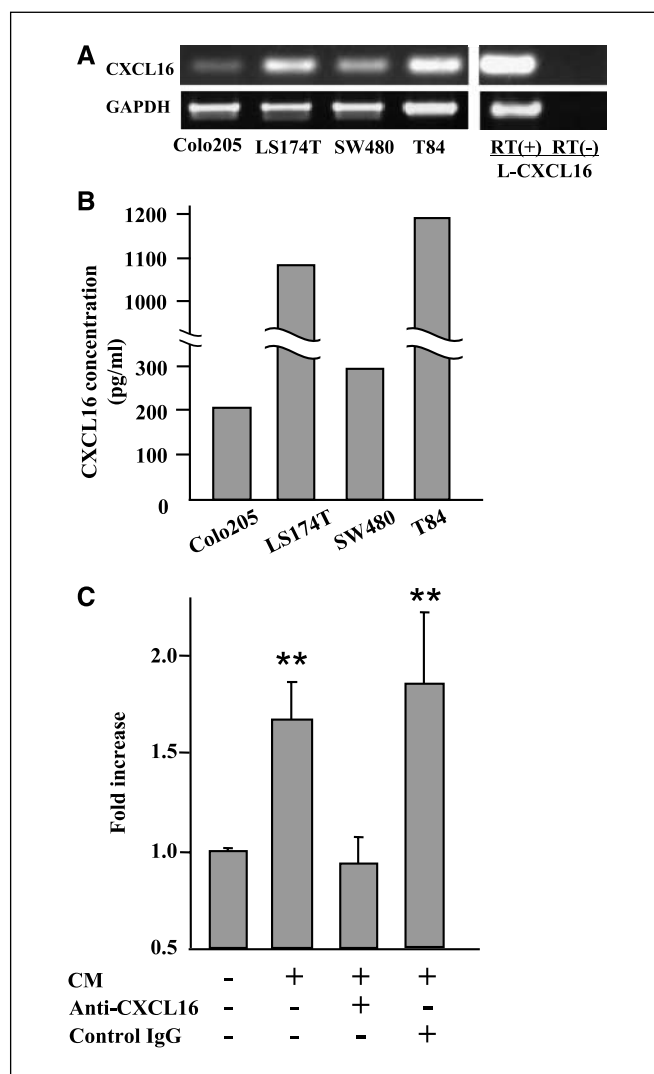 A
CXCL16
GAPDH
Colo205 LS174T SW480 T84 RT(+) RT(-)
L-CXCL16
B
CXCL16 concentration
(pg/ml)
1200
1100
1000
300
200
100
0
Colo205 LS174T SW480 T84
C
Fold increase
2.0
1.5
1.0
0.5
** **
CM - + + +
Anti-CXCL16 - - + -
Control IgG - - - +